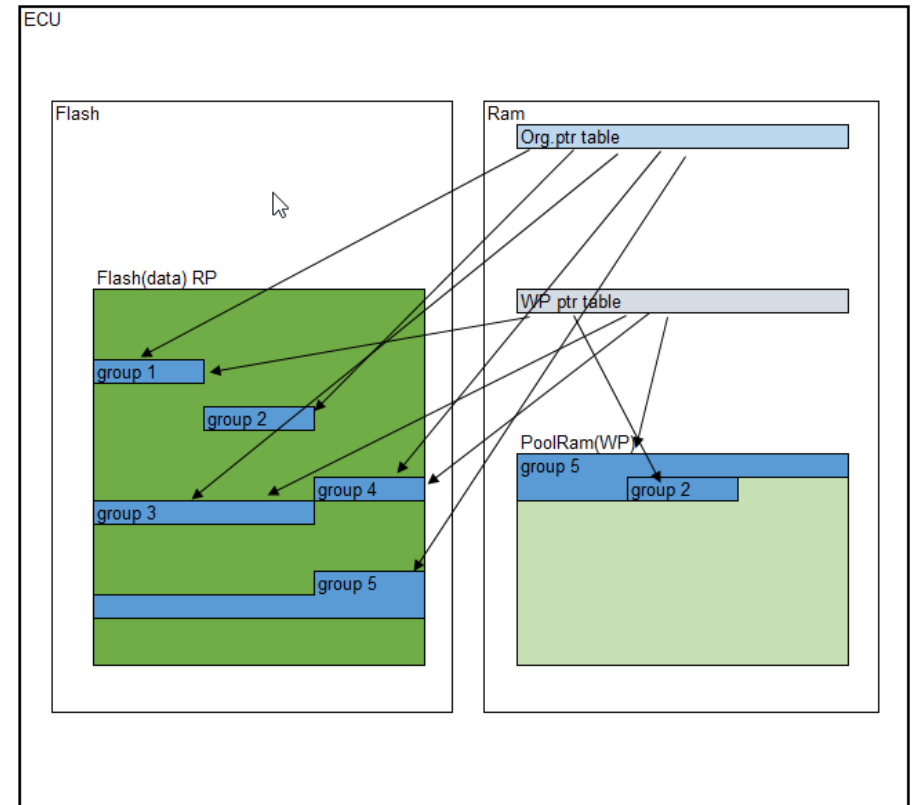 ECU
Flash
Ram
Org.ptr table
Flash(data) RP
WP ptr table
group 1
group 2
PoolRam(WP)
group 5
group 4
group 2
group 3
group 5